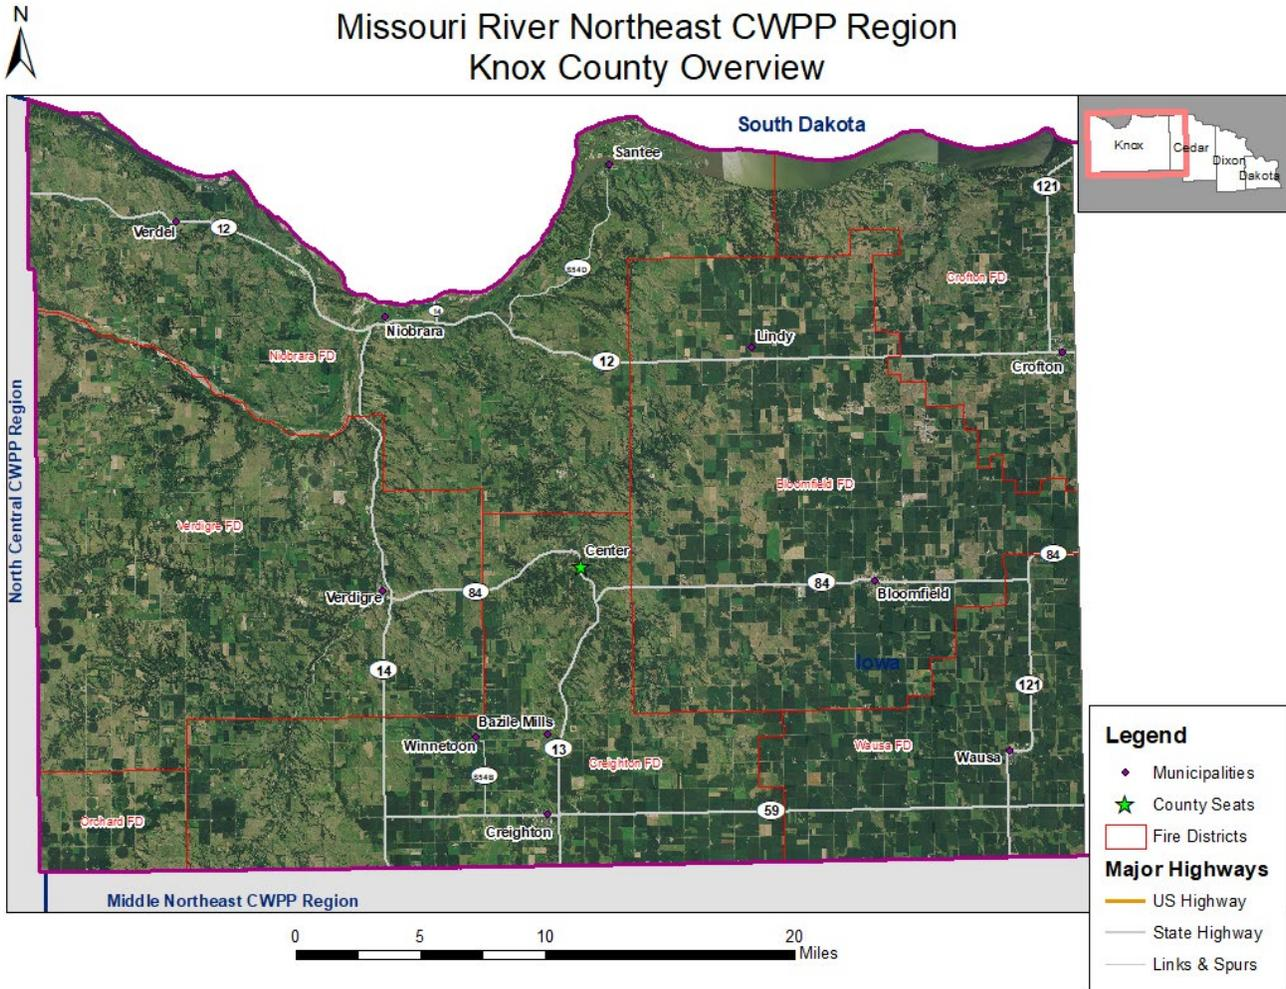 N
Missouri River Northeast CWPP Region
Knox County Overview
South Dakota
Knox
Cedar
Dixon
Dakota
Santee
121
Verdel
12
S54D
Crofton FD
14
Niobrara
Lindy
Niobrara FD
12
Crofton
North Central CWPP Region
Bloomfield FD
Verdigre FD
Center
84
Verdigre
84
84
Bloomfield
Iowa
14
121
Bazile Mills
Winnetoon
13
Creighton FD
Wausa FD
Wausa
S54B
Orchard FD
59
Creighton
Middle Northeast CWPP Region
Legend
Municipalities
County Seats
Fire Districts
Major Highways
US Highway
State Highway
Links & Spurs
0 5 10 20
Miles